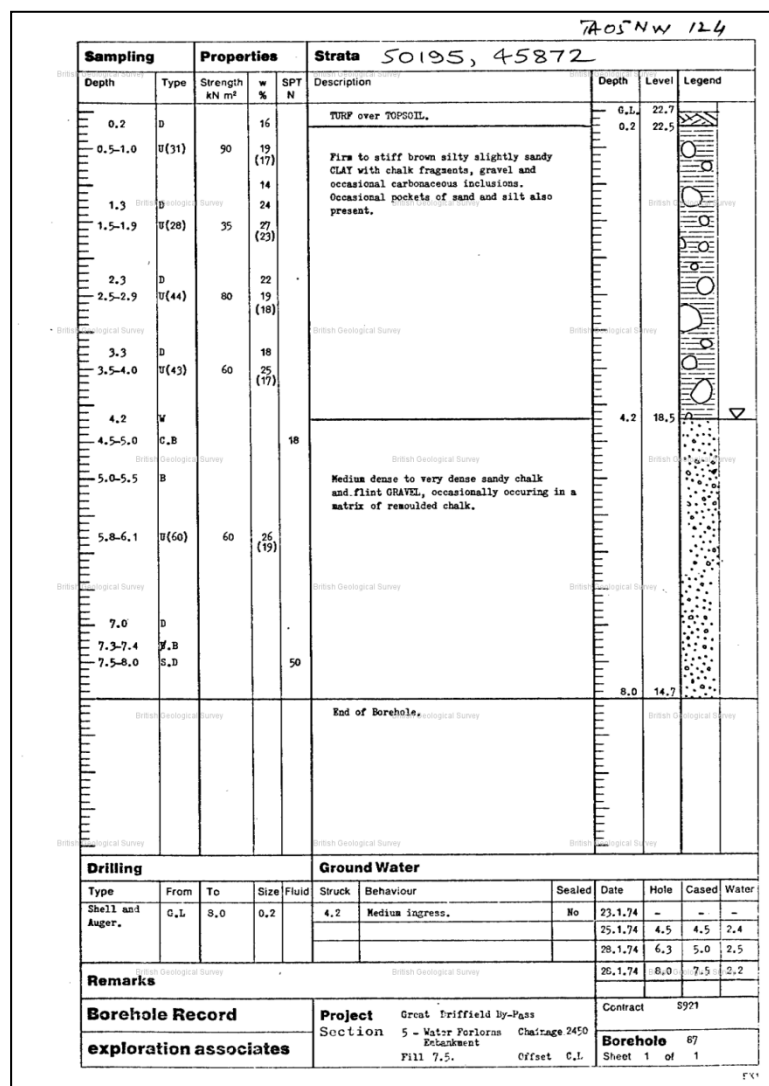 TA05NW 124
Sampling Properties Strata 50195, 45872
Depth Type Strength kN m² w % SPT N Description Depth Level Legend
G.L. 22.7
0.2 D 16 TURF over TOPSOIL. 0.2 22.5
0.5-1.0 U(31) 90 19 (17)
Firm to stiff brown silty slightly sandy
CLAY with chalk fragments, gravel and
14 occasional carbonaceous inclusions.
1.3 D 24 Occasional pockets of sand and silt also
present.
1.5-1.9 U(28) 35 27 (23)
2.3 D 22
2.5-2.9 U(44) 80 19 (18)
3.3 D 18
3.5-4.0 U(43) 60 25 (17)
4.2 W 4.2 18.5
4.5-5.0 C.B 18
5.0-5.5 B Medium dense to very dense sandy chalk
and flint GRAVEL, occasionally occuring in a
matrix of remoulded chalk.
5.8-6.1 U(60) 60 26 (19)
7.0 D
7.3-7.4 .B
7.5-8.0 S.D 50
8.0 14.7
End of Borehole.
British Geological Survey British Geological Survey British Geological Survey
Drilling Ground Water
Type From To Size Fluid Struck Behaviour Sealed Date Hole Cased Water
Shell and Auger. G.L 8.0 0.2 4.2 Medium ingress. No 23.1.74 - - -
25.1.74 4.5 4.5 2.4
28.1.74 6.3 5.0 2.5
28.1.74 8.0 7.5 2.2
Remarks
Borehole Record
exploration associates
Project Great Driffield By-Pass
Section 5 - Water Forlorns Chainage 2450
Embankment
Fill 7.5. Offset C.L
Contract S921
Borehole 67
Sheet 1 of 1